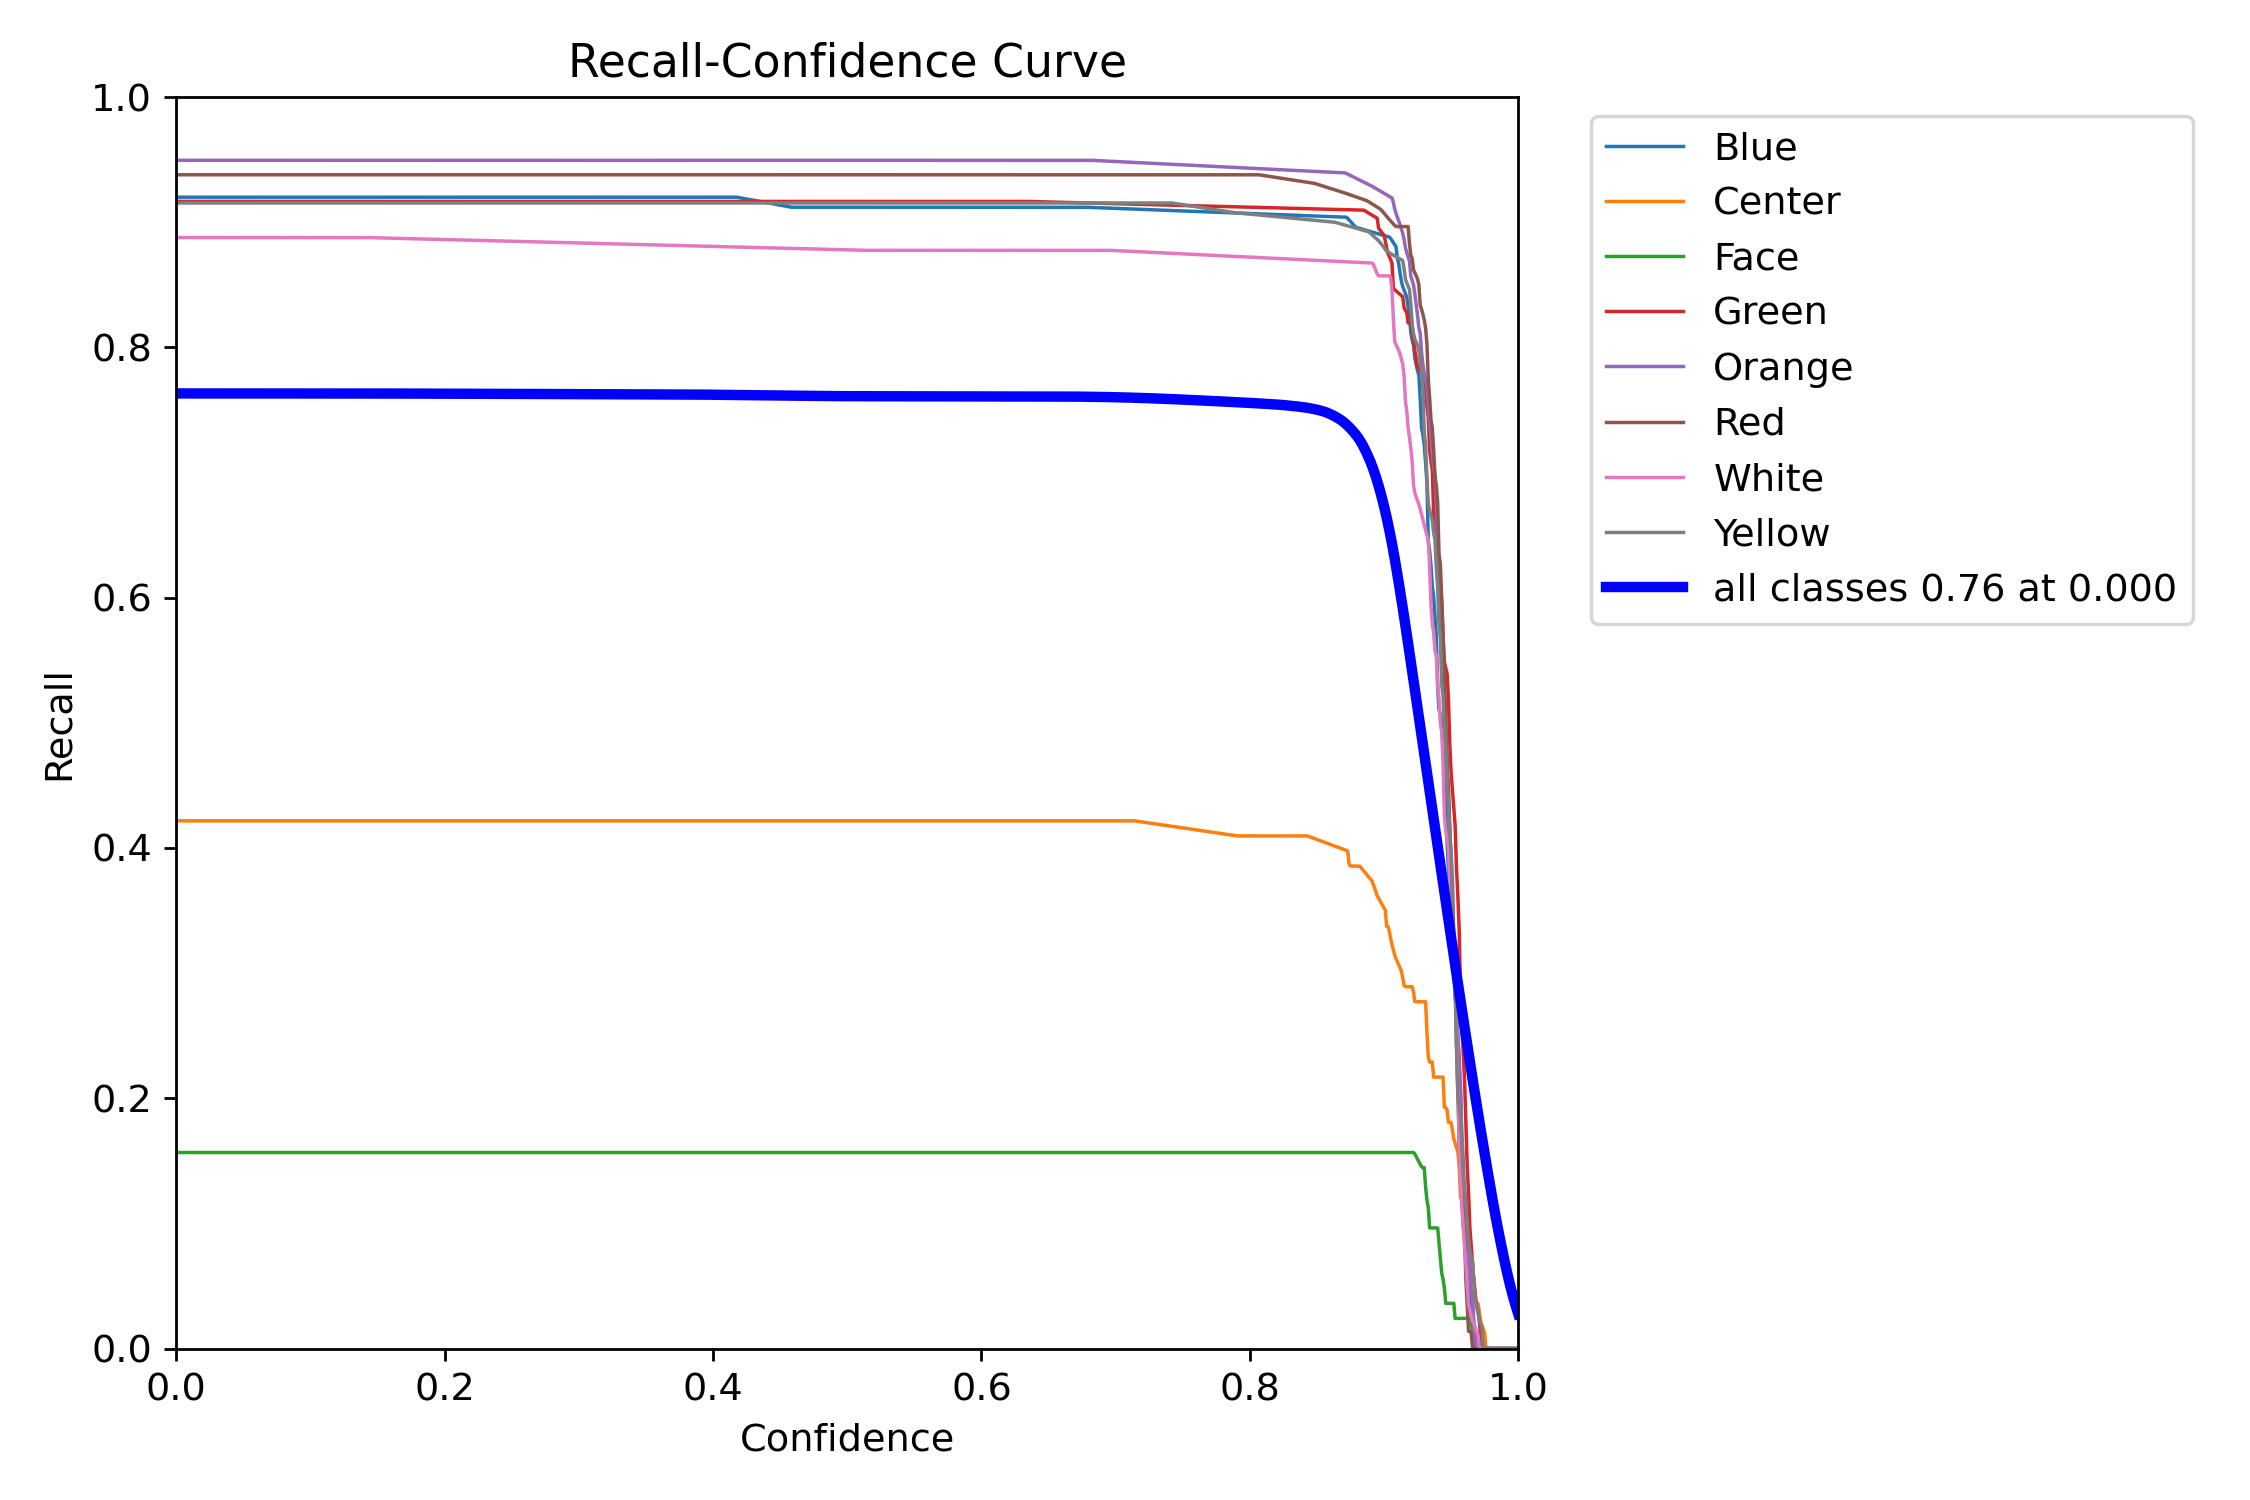 Recall-Confidence Curve
1.0
0.8
0.6
0.4
0.2
0.0
Recall
0.0 0.2 0.4 0.6 0.8 1.0
Confidence
Blue
Center
Face
Green
Orange
Red
White
Yellow
all classes 0.76 at 0.000